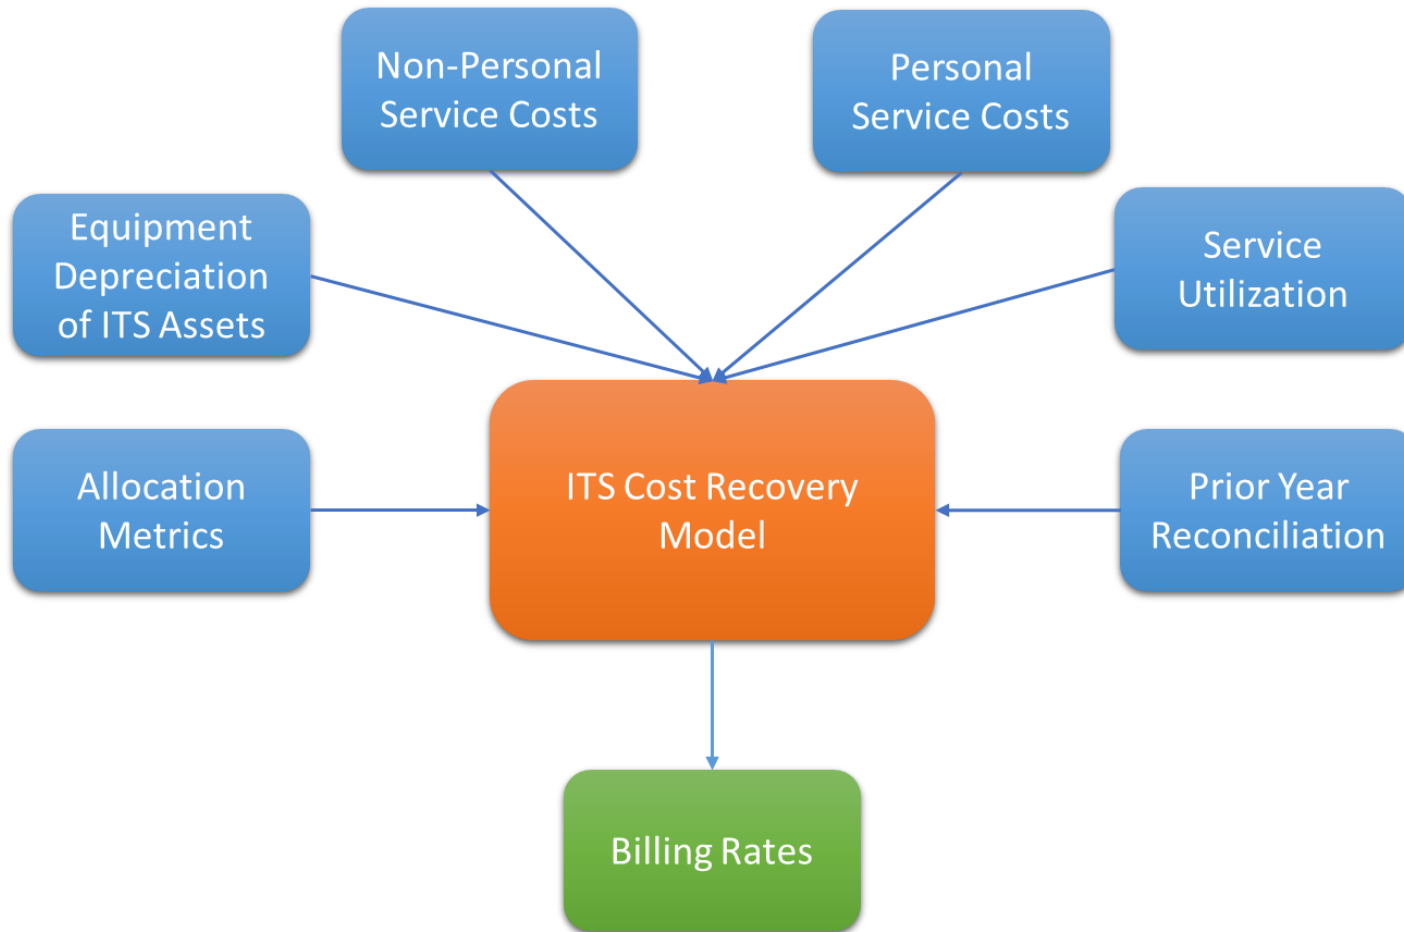 Non-Personal
Service Costs
Personal
Service Costs
Equipment
Depreciation
of ITS Assets
Service
Utilization
Allocation
Metrics
ITS Cost Recovery
Model
Prior Year
Reconciliation
Billing Rates